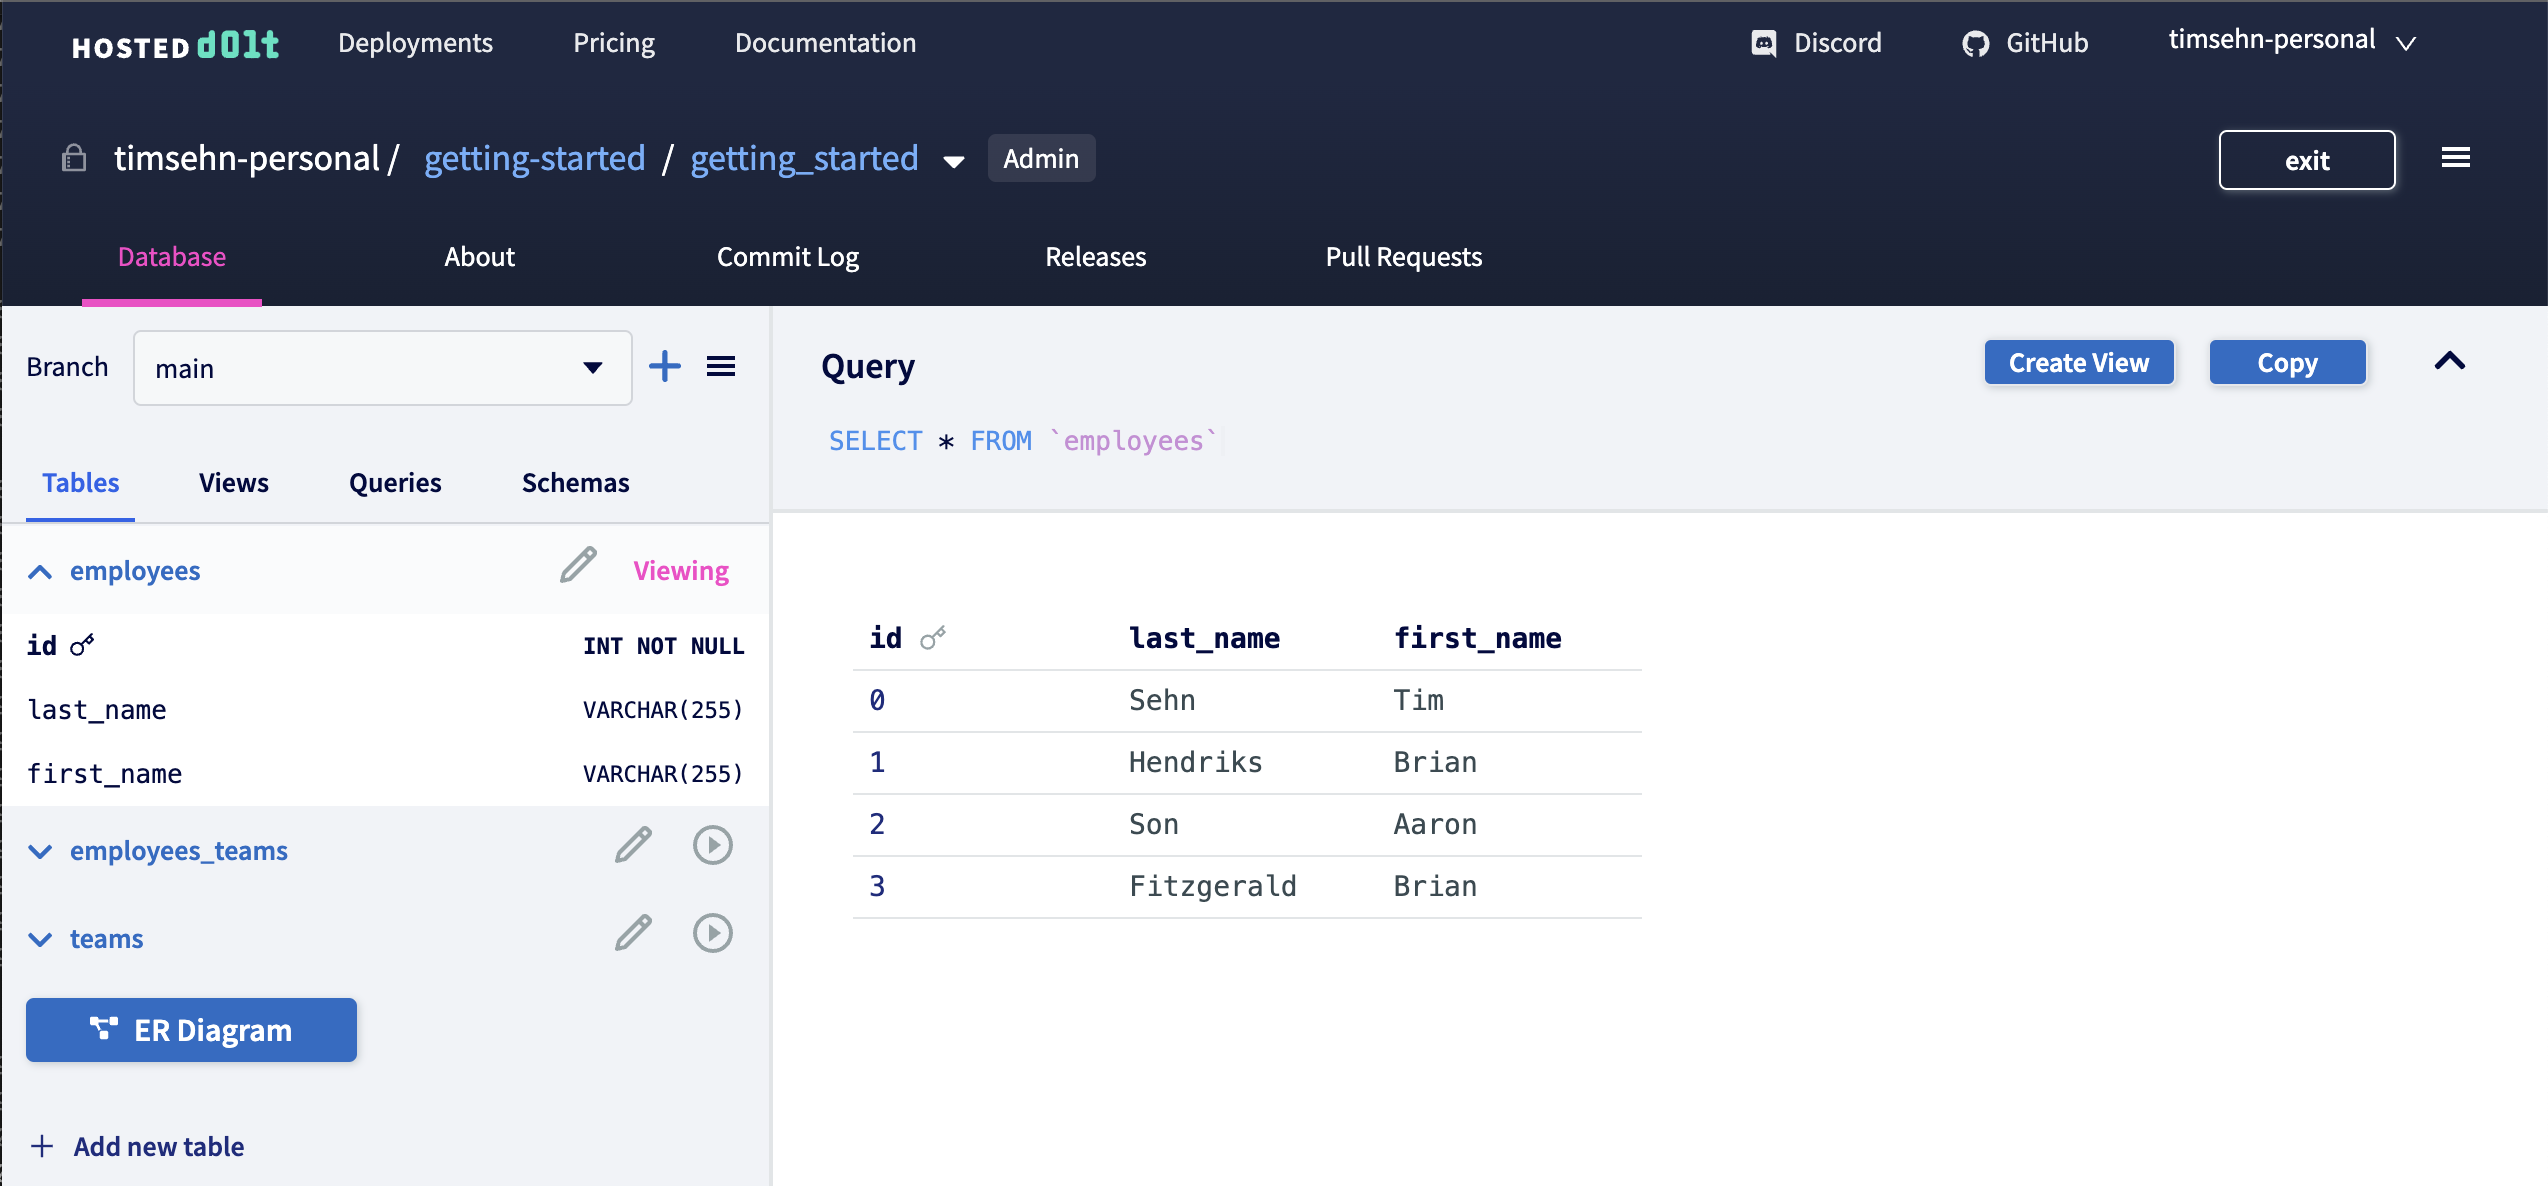 HOSTED dolt Deployments Pricing Documentation Discord GitHub timsehn-personal
timsehn-personal / getting-started / getting_started Admin exit
Database About Commit Log Releases Pull Requests
Branch main
Tables Views Queries Schemas
employees Viewing
id INT NOT NULL
last_name VARCHAR(255)
first_name VARCHAR(255)
employees_teams
teams
ER Diagram
Add new table
Query Create View Copy
SELECT * FROM `employees`
id last_name first_name
0 Sehn Tim
1 Hendriks Brian
2 Son Aaron
3 Fitzgerald Brian